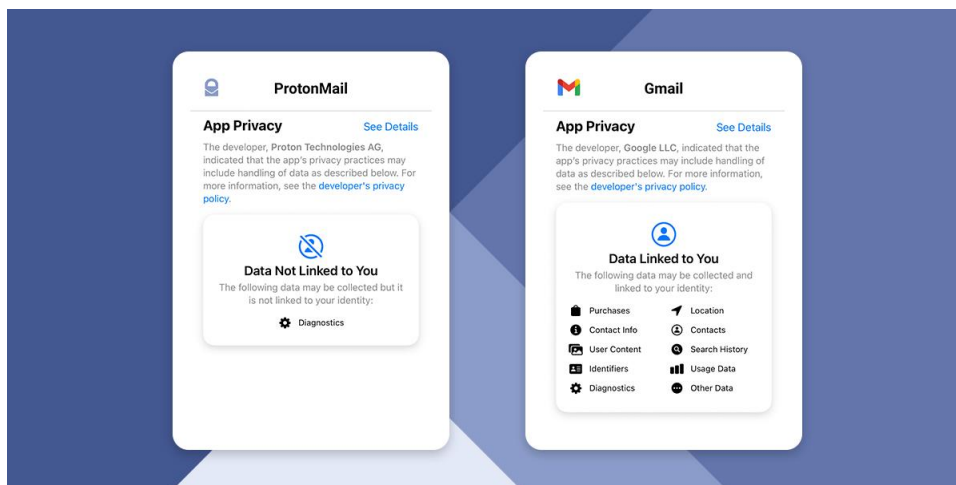 ProtonMail
App Privacy
See Details
The developer, Proton Technologies AG,
indicated that the app's privacy practices may
include handling of data as described below. For
more information, see the developer's privacy
policy.
Data Not Linked to You
The following data may be collected but it
is not linked to your identity:
Diagnostics
Gmail
App Privacy
See Details
The developer, Google LLC, indicated that the
app's privacy practices may include handling of
data as described below. For more information,
see the developer's privacy policy.
Data Linked to You
The following data may be collected and
linked to your identity:
Purchases
Location
Contact Info
Contacts
User Content
Search History
Identifiers
Usage Data
Diagnostics
Other Data